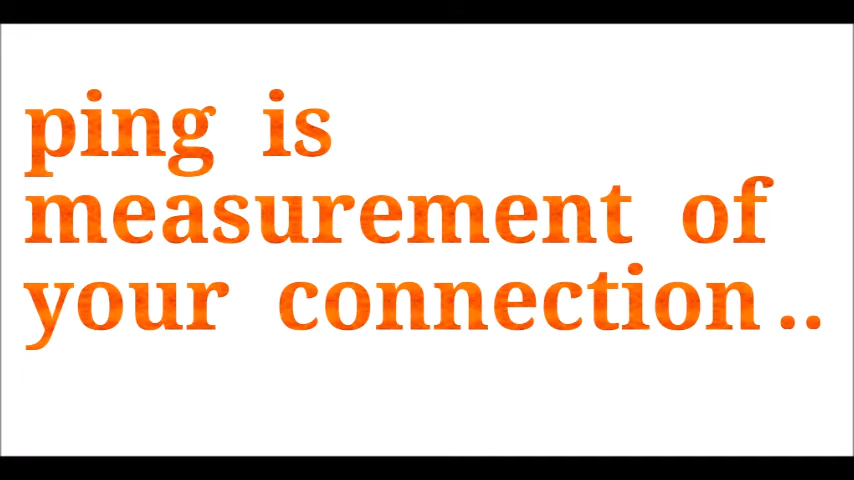 ping is
measurement of
your connection..